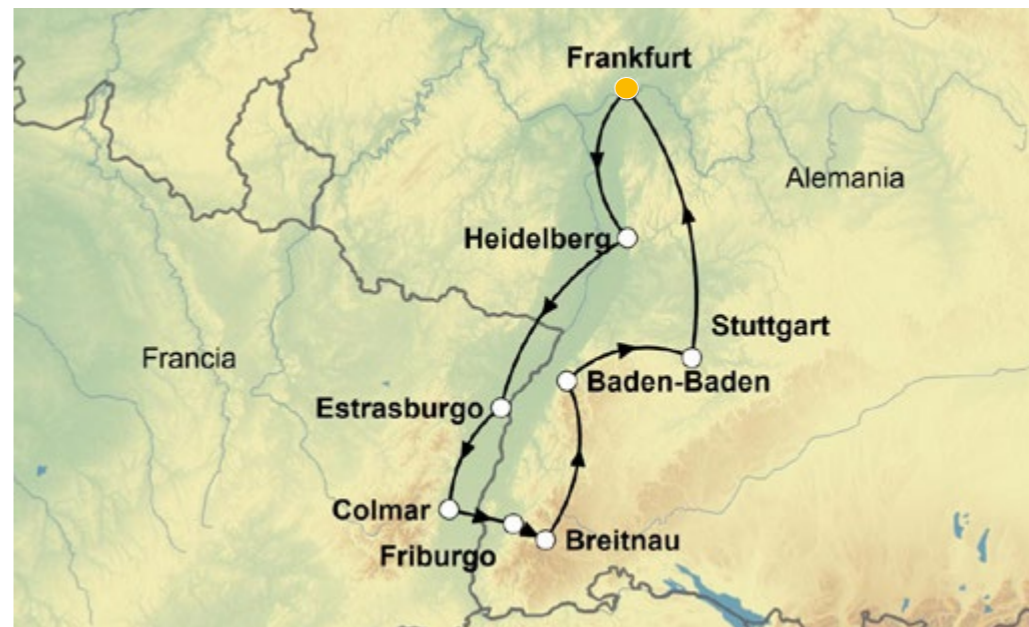 Frankfurt
Alemania
Heidelberg
Stuttgart
Francia
Baden-Baden
Estrasburgo
Colmar
Breitnau
Friburgo